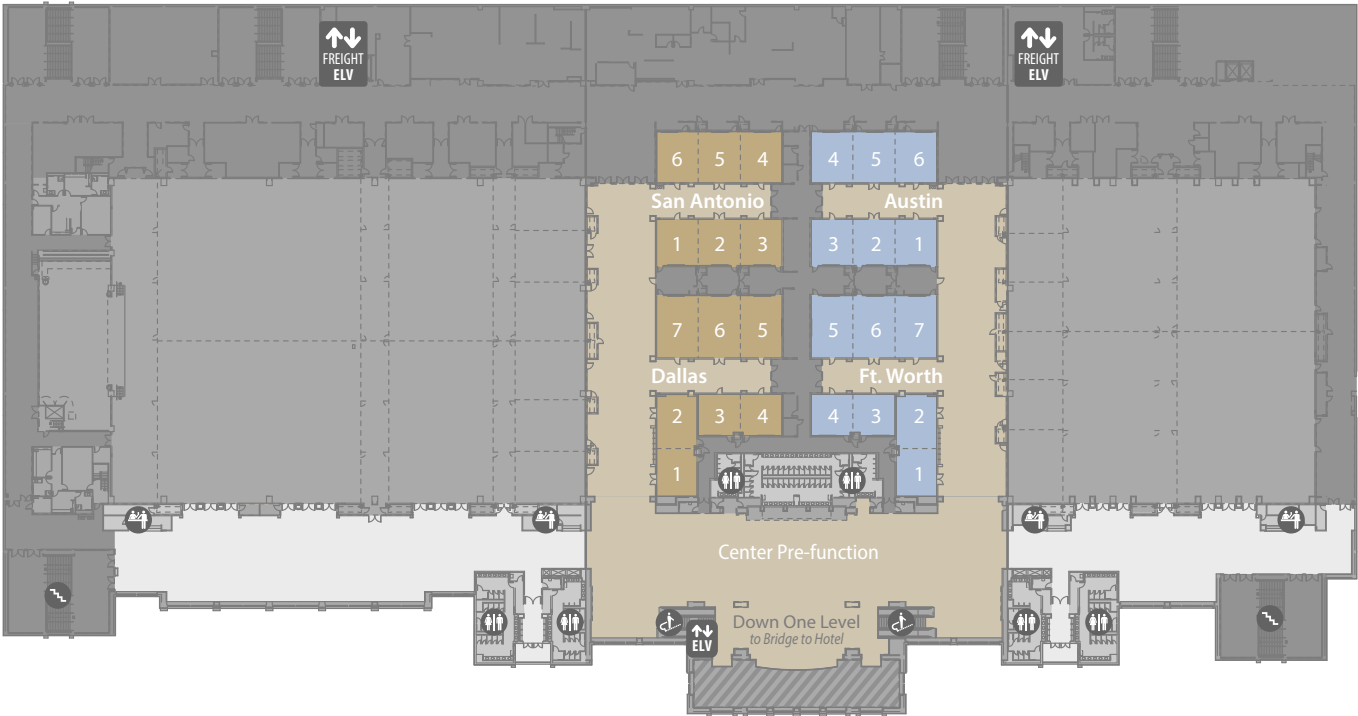 FREIGHT
ELV
FREIGHT
ELV
6 5 4
4 5 6
San Antonio
Austin
1 2 3
3 2 1
7 6 5
5 6 7
Dallas
Ft. Worth
2 3 4
4 3 2
1
1
Center Pre-function
Down One Level
to Bridge to Hotel
ELV